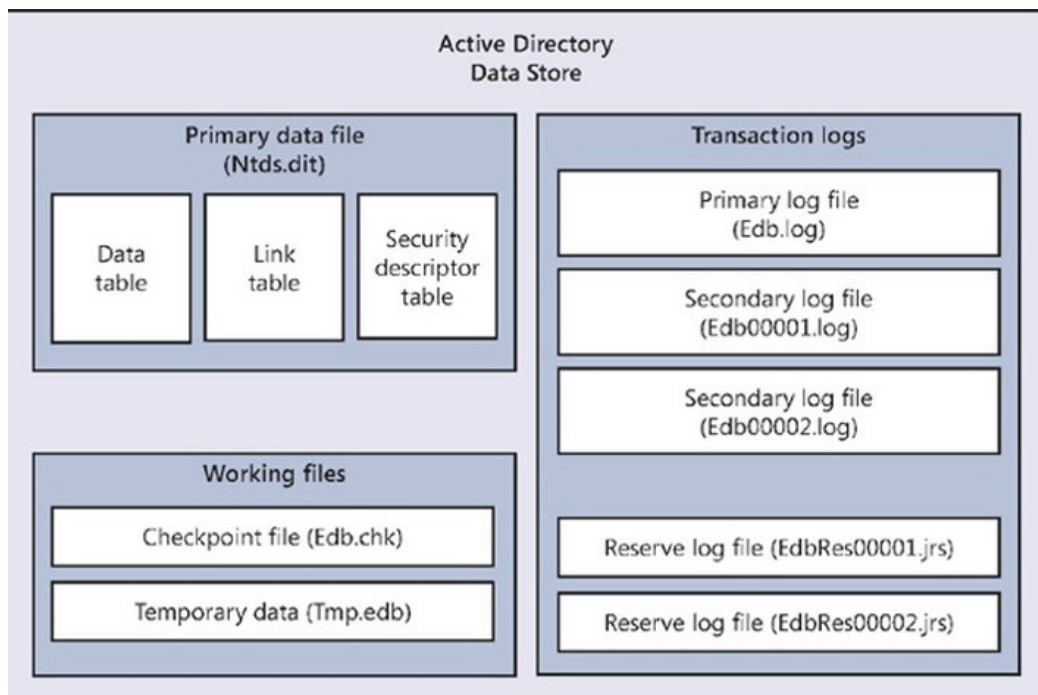 Active Directory
Data Store
Primary data file
(Ntds.dit)
Data
table
Link
table
Security
descriptor
table
Working files
Checkpoint file (Edb.chk)
Temporary data (Tmp.edb)
Transaction logs
Primary log file
(Edb.log)
Secondary log file
(Edb00001.log)
Secondary log file
(Edb00002.log)
Reserve log file (EdbRes00001.jrs)
Reserve log file (EdbRes00002.jrs)